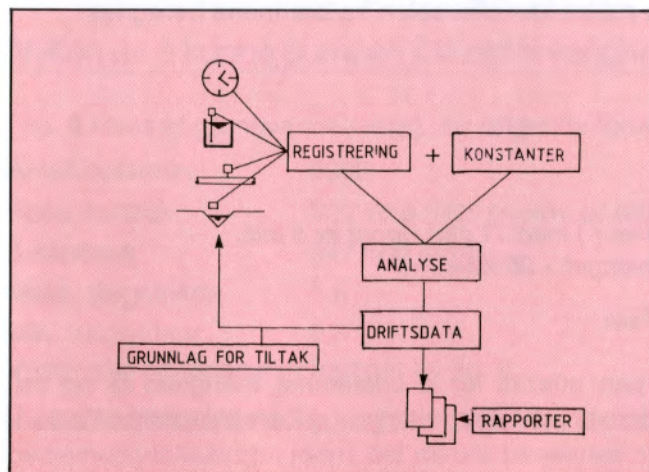 REGISTRERING + KONSTANTER
ANALYSE
DRIFTSDATA
GRUNNLAG FOR TILTAK
RAPPORTER